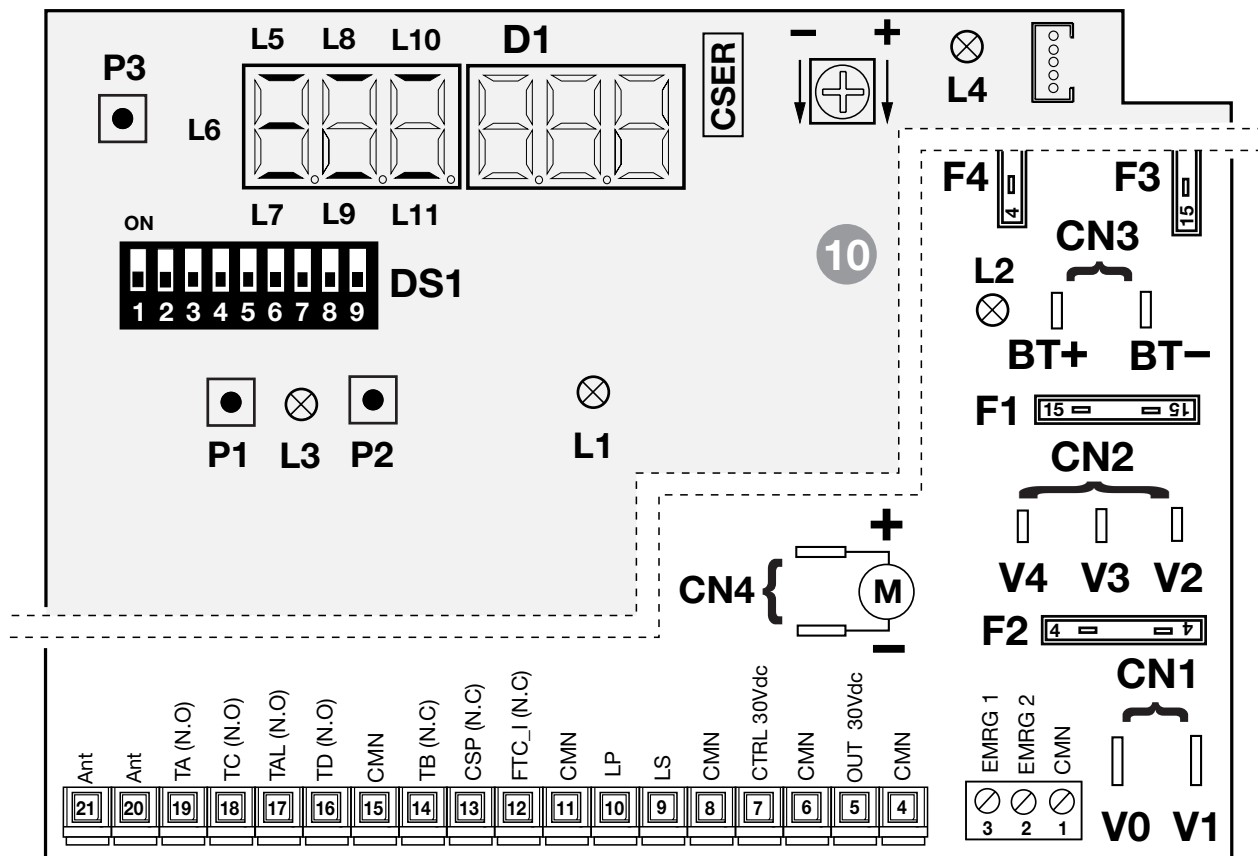 L5 L8 L10 D1 CSER − +
P3
L4
L6
F4 F3
4 15
L7 L9 L11
CN3
ON
10
DS1
L2
1 2 3 4 5 6 7 8 9
BT+ BT−
F1 15 15
P1 L3 P2 L1
CN2
+
V4 V3 V2
CN4 M
F2 4 4
−
CN1
Ant
Ant
TA (N.O)
TC (N.O)
TAL (N.O)
TD (N.O)
CMN
TB (N.C)
CSP (N.C)
FTC_I (N.C)
CMN
LP
LS
CMN
CTRL 30Vdc
CMN
OUT 30Vdc
CMN
EMRG 1
EMRG 2
CMN
21 20 19 18 17 16 15 14 13 12 11 10 9 8 7 6 5 4
3 2 1
V0 V1